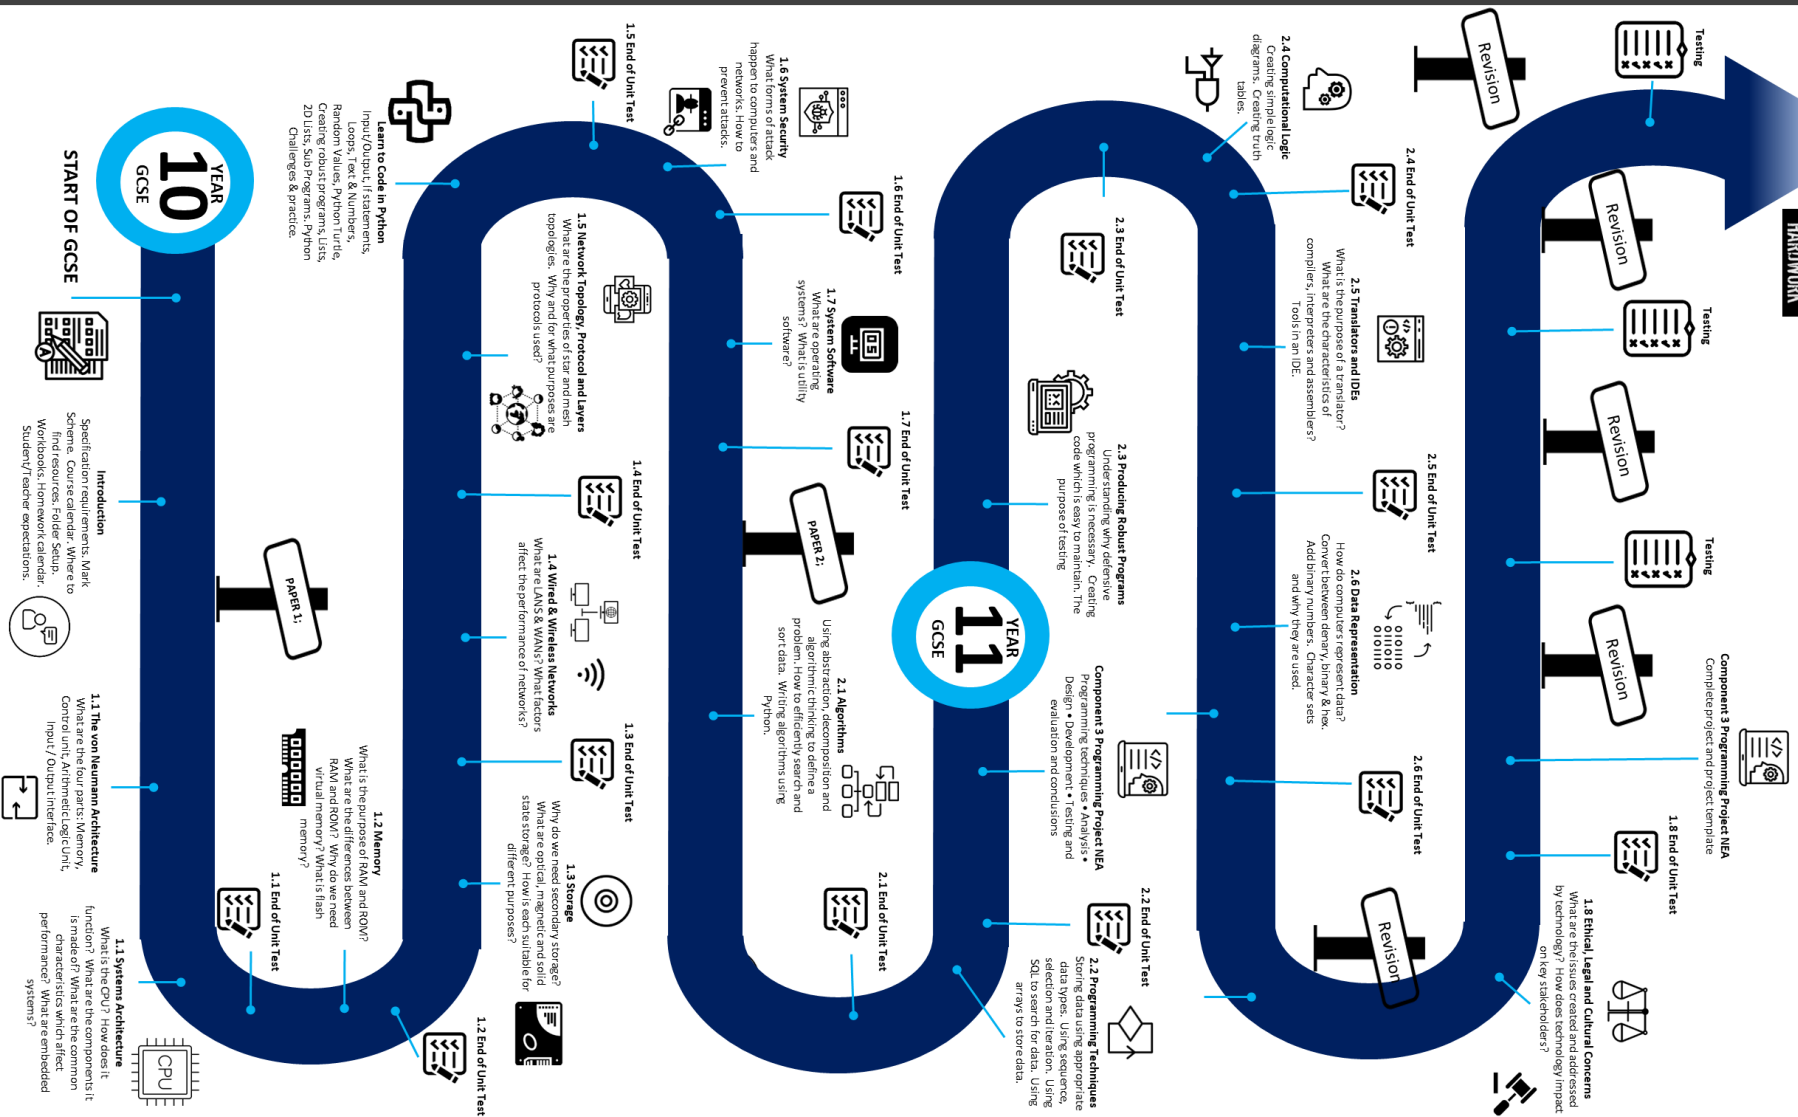 START OF GCSE
YEAR
10
GCSE
Introduction
Specification requirements. Mark
Scheme. Course calendar. Where to
find resources. Folder Setup.
Workbooks. Homework calendar.
Student/Teacher expectations.
PAPER 1;
1.1 The von Neumann Architecture
What are the four parts: Memory,
Control unit, Arithmetic Logic Unit,
Input / Output interface.
1.1 Systems Architecture
What is the CPU? How does it
function? What are the components it
is made of? What are the common
characteristics which affect
performance? What are embedded
systems?
CPU
1.1 End of Unit Test
1.2 Memory
What is the purpose of RAM and ROM?
What are the differences between
RAM and ROM? Why do we need
virtual memory? What is flash
memory?
1.2 End of Unit Test
1.3 Storage
Why do we need secondary storage?
What are optical, magnetic and solid
state storage? How is each suitable for
different purposes?
1.3 End of Unit Test
1.4 Wired & Wireless Networks
What are LANS & WANs? What factors
affect the performance of networks?
1.4 End of Unit Test
1.5 Network Topology, Protocol and Layers
What are the properties of star and mesh
topologies. Why and for what purposes are
protocols used?
Learn to Code in Python
Input/Output, If statements,
Loops, Text & Numbers,
Random Values, Python Turtle,
Creating robust programs, Lists,
2D Lists, Sub Programs. Python
Challenges & practice.
1.5 End of Unit Test
1.6 System Security
What forms of attack
happen to computers and
networks. How to
prevent attacks.
1.6 End of Unit Test
1.7 System Software
What are operating
systems? What is utility
software?
OS
1.7 End of Unit Test
PAPER 2;
2.1 Algorithms
Using abstraction, decomposition and
algorithmic thinking to define a
problem. How to efficiently search and
sort data. Writing algorithms using
Python.
2.1 End of Unit Test
2.2 Programming Techniques
Storing data using appropriate
data types. Using sequence,
selection and iteration. Using
SQL to search for data. Using
arrays to store data.
2.2 End of Unit Test
Component 3 Programming Project NEA
Programming techniques • Analysis •
Design • Development • Testing and
evaluation and conclusions
YEAR
11
GCSE
2.3 Producing Robust Programs
Understanding why defensive
programming is necessary. Creating
code which is easy to maintain. The
purpose of testing
2.3 End of Unit Test
2.4 Computational Logic
Creating simple logic
diagrams. Creating truth
tables.
2.4 End of Unit Test
2.5 Translators and IDEs
What is the purpose of a translator?
What are the characteristics of
compilers, interpreters and assemblers?
Tools in an IDE.
2.5 End of Unit Test
2.6 Data Representation
How do computers represent data?
Convert between denary, binary & hex.
Add binary numbers. Character sets
and why they are used.
2.6 End of Unit Test
Revision
1.8 Ethical, Legal and Cultural Concerns
What are the issues created and addressed
by technology? How does technology impact
on key stakeholders?
1.8 End of Unit Test
Component 3 Programming Project NEA
Complete project and project template
Revision
Testing
Revision
Testing
Revision
Revision
Testing
HARDWORK